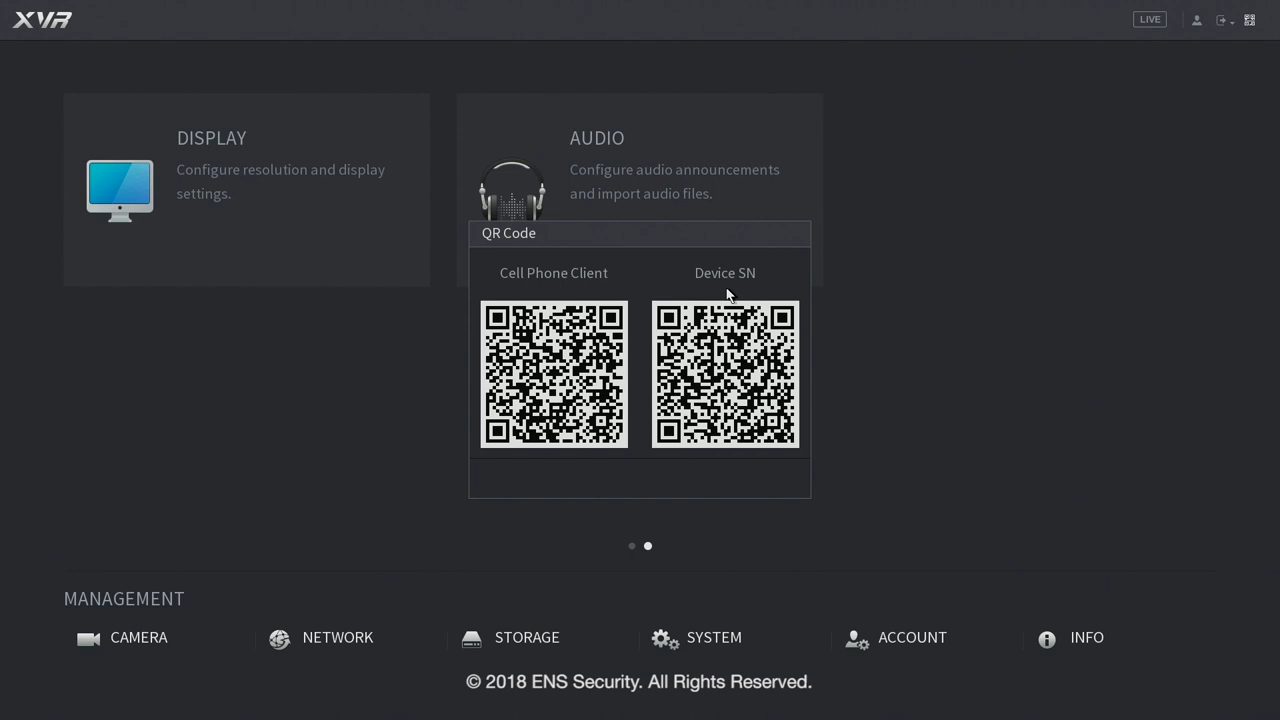 XVR
LIVE
DISPLAY
Configure resolution and display
settings.
AUDIO
Configure audio announcements
and import audio files.
QR Code
Cell Phone Client
Device SN
MANAGEMENT
CAMERA
NETWORK
STORAGE
SYSTEM
ACCOUNT
INFO
© 2018 ENS Security. All Rights Reserved.